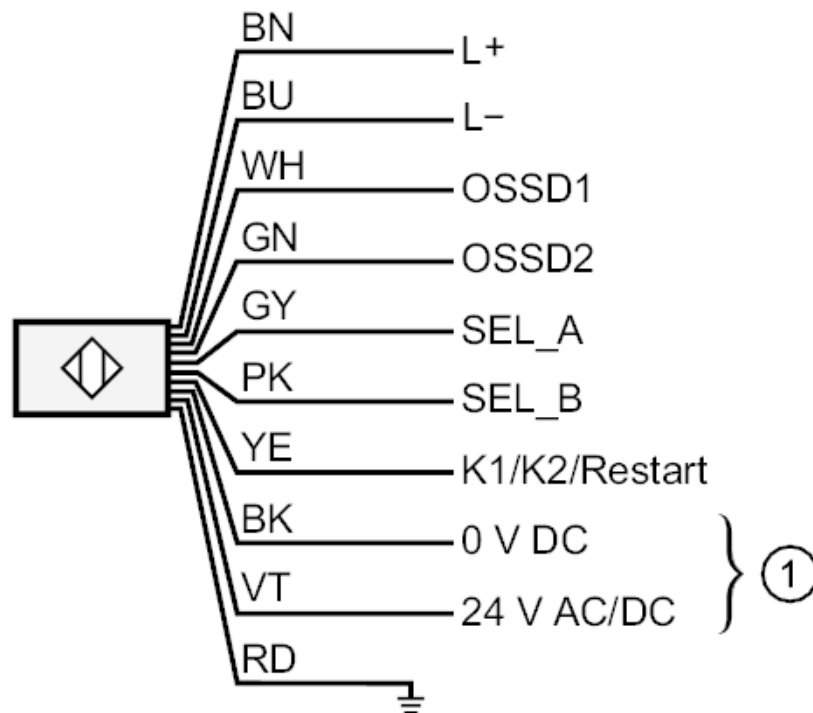 BN L+
BU L−
WH OSSD1
GN OSSD2
GY SEL_A
PK SEL_B
YE K1/K2/Restart
BK 0 V DC
VT 24 V AC/DC
1
RD